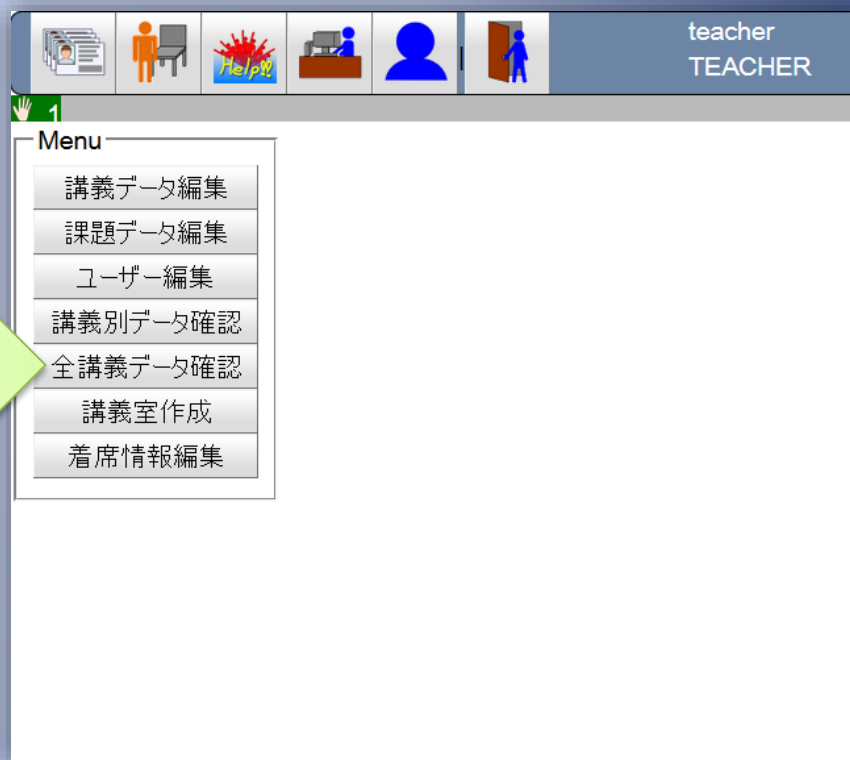 Help!!
teacher
TEACHER
1
Menu
講義データ編集
課題データ編集
ユーザー編集
講義別データ確認
全講義データ確認
講義室作成
着席情報編集